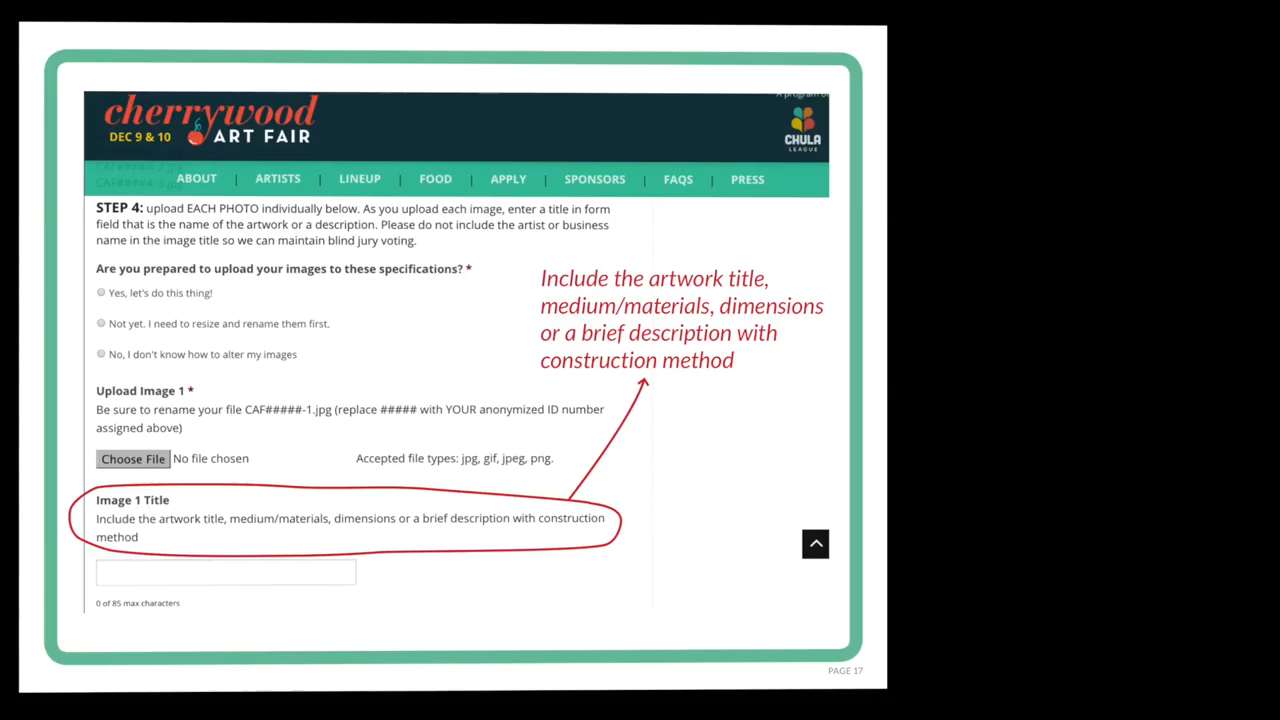 A program of
cherrywood
DEC 9 & 10
ART FAIR
CHULA
LEAGUE
CAF#####-2.jpg
CAF#####-3.jpg
ABOUT | ARTISTS | LINEUP | FOOD | APPLY | SPONSORS | FAQS | PRESS
STEP 4: upload EACH PHOTO individually below. As you upload each image, enter a title in form
field that is the name of the artwork or a description. Please do not include the artist or business
name in the image title so we can maintain blind jury voting.
Are you prepared to upload your images to these specifications? *
Yes, let's do this thing!
Not yet. I need to resize and rename them first.
No, I don't know how to alter my images
Include the artwork title,
medium/materials, dimensions
or a brief description with
construction method
Upload Image 1 *
Be sure to rename your file CAF#####-1.jpg (replace ##### with YOUR anonymized ID number
assigned above)
Choose File No file chosen
Accepted file types: jpg, gif, jpeg, png.
Image 1 Title
Include the artwork title, medium/materials, dimensions or a brief description with construction
method
0 of 85 max characters
PAGE 17